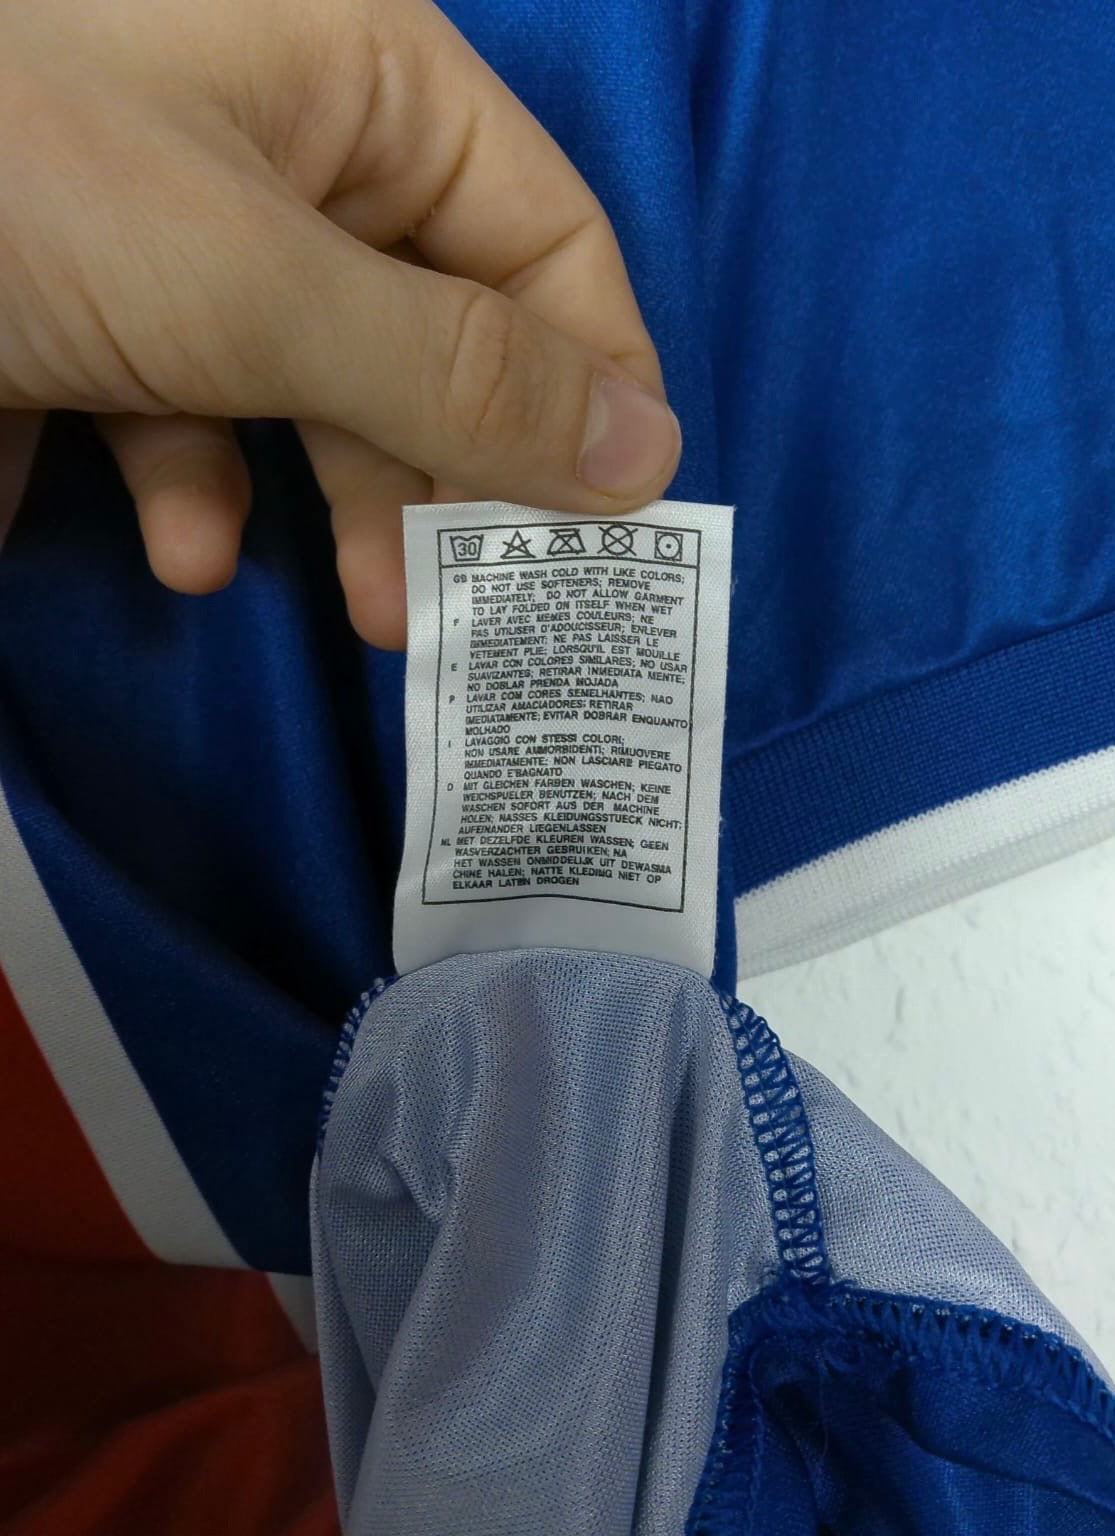 30
GB MACHINE WASH COLD WITH LIKE COLORS;
DO NOT USE SOFTENERS; REMOVE
IMMEDIATELY; DO NOT ALLOW GARMENT
TO LAY FOLDED ON ITSELF WHEN WET
F LAVER AVEC MEMES COULEURS; NE
PAS UTILISER D'ADOUCISSEUR; ENLEVER
IMMEDIATEMENT; NE PAS LAISSER LE
VETEMENT PLIE; LORSQU'IL EST MOUILLE
E LAVAR CON COLORES SIMILARES; NO USAR
SUAVIZANTES; RETIRAR INMEDIATA MENTE;
NO DOBLAR PRENDA MOJADA
P LAVAR COM CORES SEMELHANTES; NAO
UTILIZAR AMACIADORES; RETIRAR
IMEDIATAMENTE; EVITAR DOBRAR ENQUANTO
MOLHADO
I LAVAGGIO CON STESSI COLORI;
NON USARE AMMORBIDENTI; RIMUOVERE
IMMEDIATAMENTE; NON LASCIARE PIEGATO
QUANDO E'BAGNATO
D MIT GLEICHEN FARBEN WASCHEN; KEINE
WEICHSPUELER BENUTZEN; NACH DEM
WASCHEN SOFORT AUS DER MACHINE
HOLEN; NASSES KLEIDUNGSSTUECK NICHT;
AUFEINANDER LIEGENLASSEN
NL MET DEZELFDE KLEUREN WASSEN; GEEN
WASVERZACHTER GEBRUIKEN; NA
HET WASSEN ONMIDDELIJK UIT DEWASMA
CHINE HALEN; NATTE KLEDING NIET OP
ELKAAR LATEN DROGEN